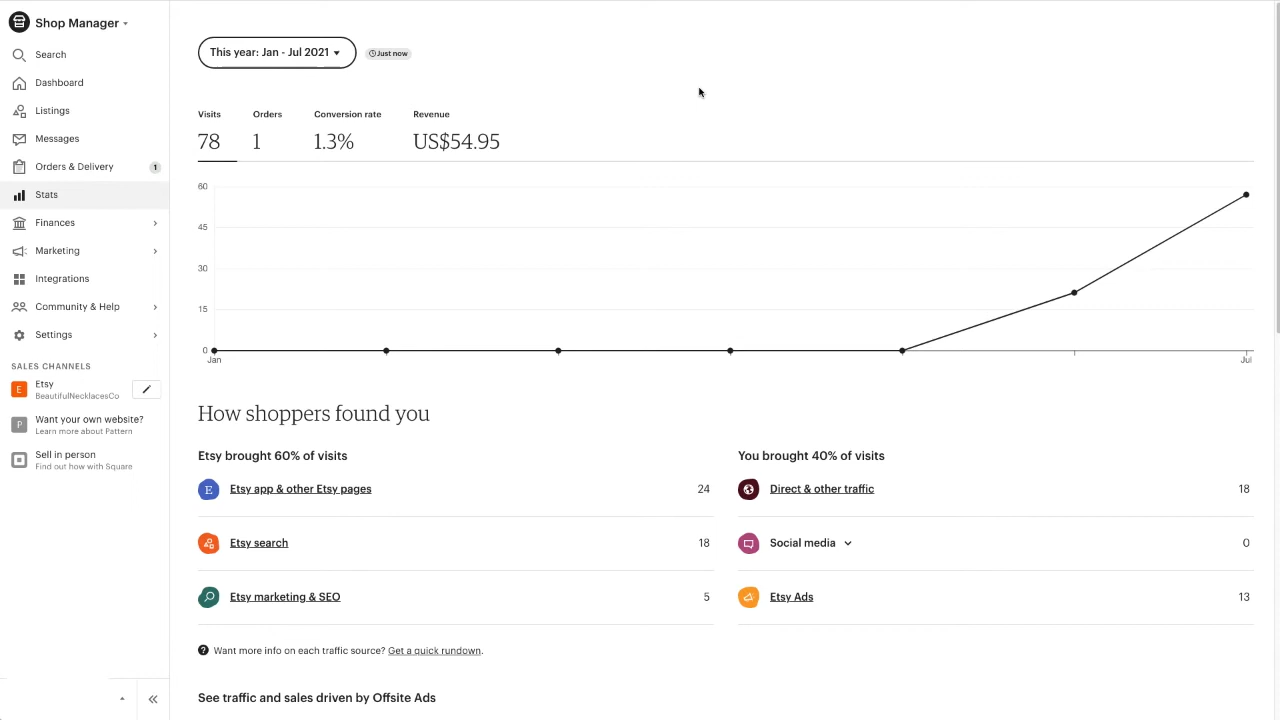 Shop Manager
Search
Dashboard
Listings
Messages
Orders & Delivery 1
Stats
Finances
Marketing
Integrations
Community & Help
Settings
SALES CHANNELS
E Etsy
BeautifulNecklacesCo
P Want your own website?
Learn more about Pattern
Sell in person
Find out how with Square
This year: Jan - Jul 2021 Just now
Visits Orders Conversion rate Revenue
78 1 1.3% US$54.95
60
45
30
15
0
Jan Jul
How shoppers found you
Etsy brought 60% of visits
E Etsy app & other Etsy pages 24
Etsy search 18
Etsy marketing & SEO 5
You brought 40% of visits
Direct & other traffic 18
Social media 0
Etsy Ads 13
? Want more info on each traffic source? Get a quick rundown.
See traffic and sales driven by Offsite Ads